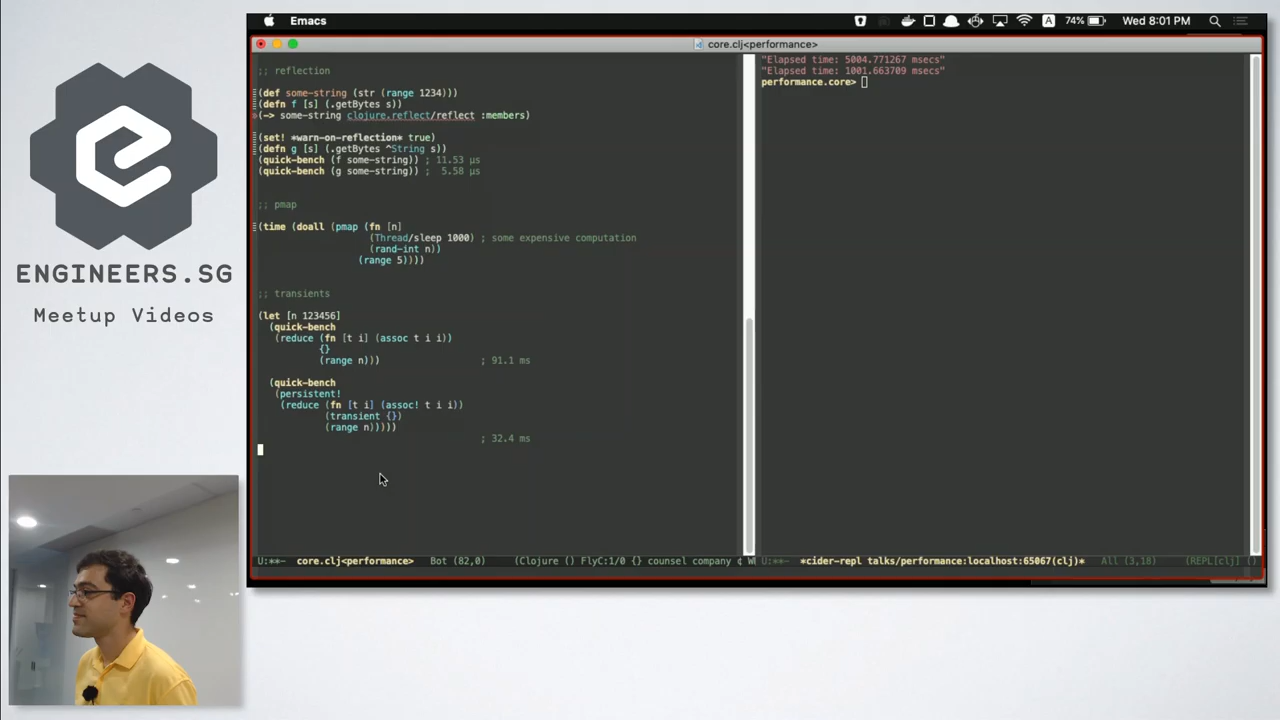 Emacs
74%
Wed 8:01 PM
core.clj<performance>
;; reflection
(def some-string (str (range 1234)))
(defn f [s] (.getBytes s))
(-> some-string clojure.reflect/reflect :members)
(set! *warn-on-reflection* true)
(defn g [s] (.getBytes ^String s))
(quick-bench (f some-string)) ; 11.53 µs
(quick-bench (g some-string)) ;  5.58 µs
;; pmap
(time (doall (pmap (fn [n]
(Thread/sleep 1000) ; some expensive computation
(rand-int n))
(range 5))))
;; transients
(let [n 123456]
(quick-bench
(reduce (fn [t i] (assoc t i i))
{}
(range n))) ; 91.1 ms
(quick-bench
(persistent!
(reduce (fn [t i] (assoc! t i i))
(transient {})
(range n)))))
; 32.4 ms
U:**-  core.clj<performance>   Bot (82,0)   (Clojure () FlyC:1/0 {} counsel company
"Elapsed time: 5004.771267 msecs"
"Elapsed time: 1001.663709 msecs"
performance.core>
U:**-  *cider-repl talks/performance:localhost:65067(clj)*   All (3,18)   (REPL[clj] ()
ENGINEERS.SG
Meetup Videos